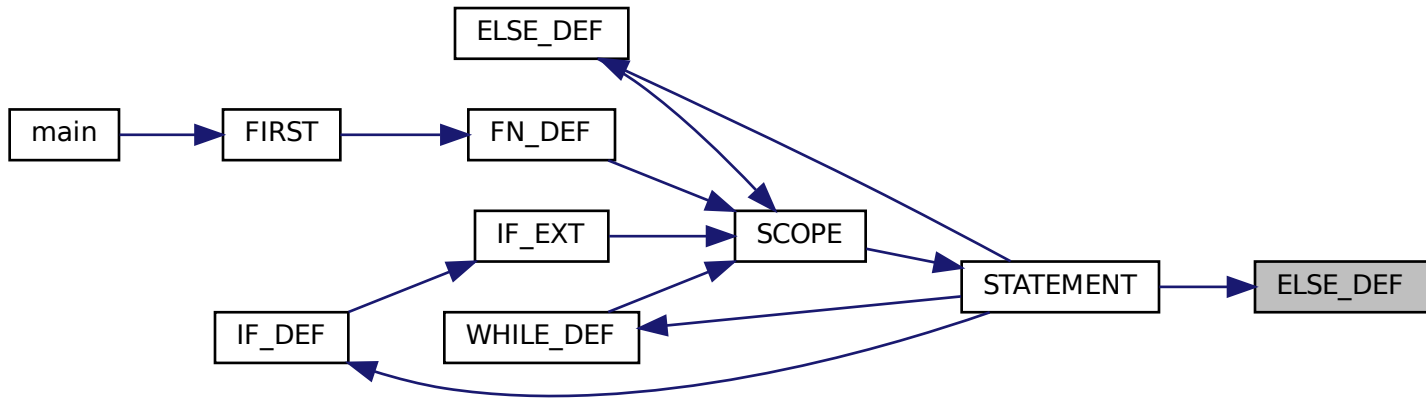 ELSE_DEF
main
FIRST
FN_DEF
IF_EXT
SCOPE
STATEMENT
ELSE_DEF
IF_DEF
WHILE_DEF